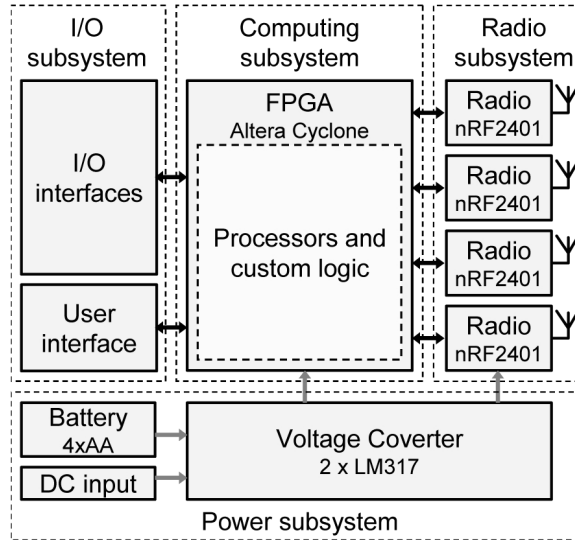 I/O
subsystem
I/O
interfaces
User
interface
Computing
subsystem
FPGA
Altera Cyclone
Processors and
custom logic
Radio
subsystem
Radio
nRF2401
Radio
nRF2401
Radio
nRF2401
Radio
nRF2401
Battery
4xAA
DC input
Voltage Coverter
2 x LM317
Power subsystem